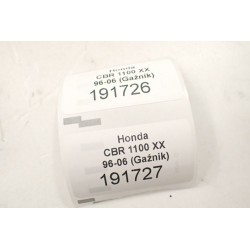 Honda
CBR 1100 XX
96-06 (Gaźnik)
191726
Honda
CBR 1100 XX
96-06 (Gaźnik)
191727